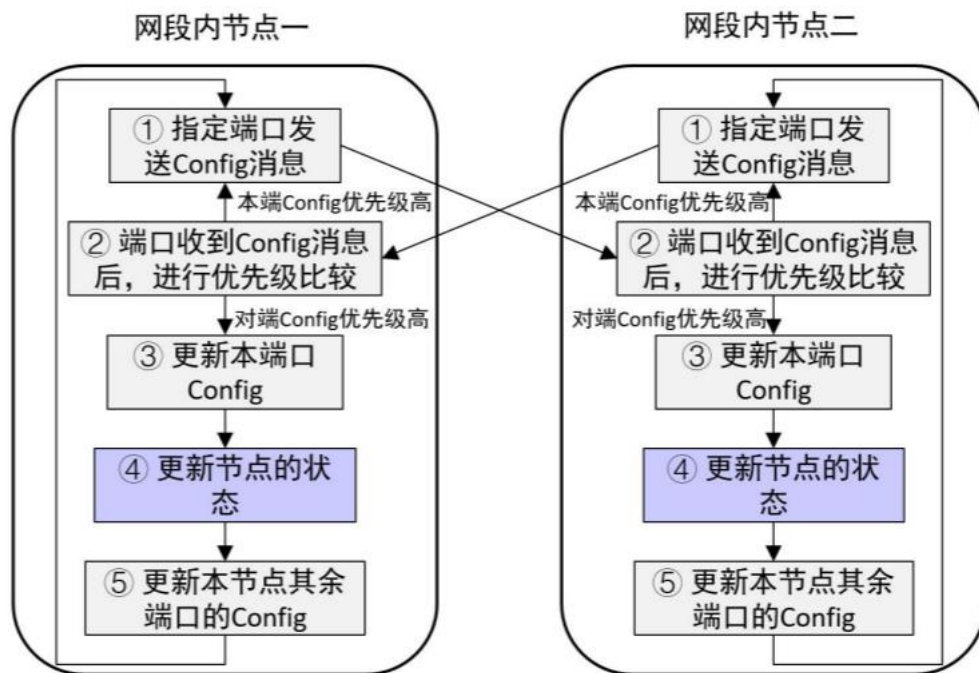 网段内节点一
① 指定端口发
送Config消息
本端Config优先级高
② 端口收到Config消息
后，进行优先级比较
对端Config优先级高
③ 更新本端口
Config
④ 更新节点的状
态
⑤ 更新本节点其余
端口的Config
网段内节点二
① 指定端口发
送Config消息
本端Config优先级高
② 端口收到Config消息
后，进行优先级比较
对端Config优先级高
③ 更新本端口
Config
④ 更新节点的状
态
⑤ 更新本节点其余
端口的Config